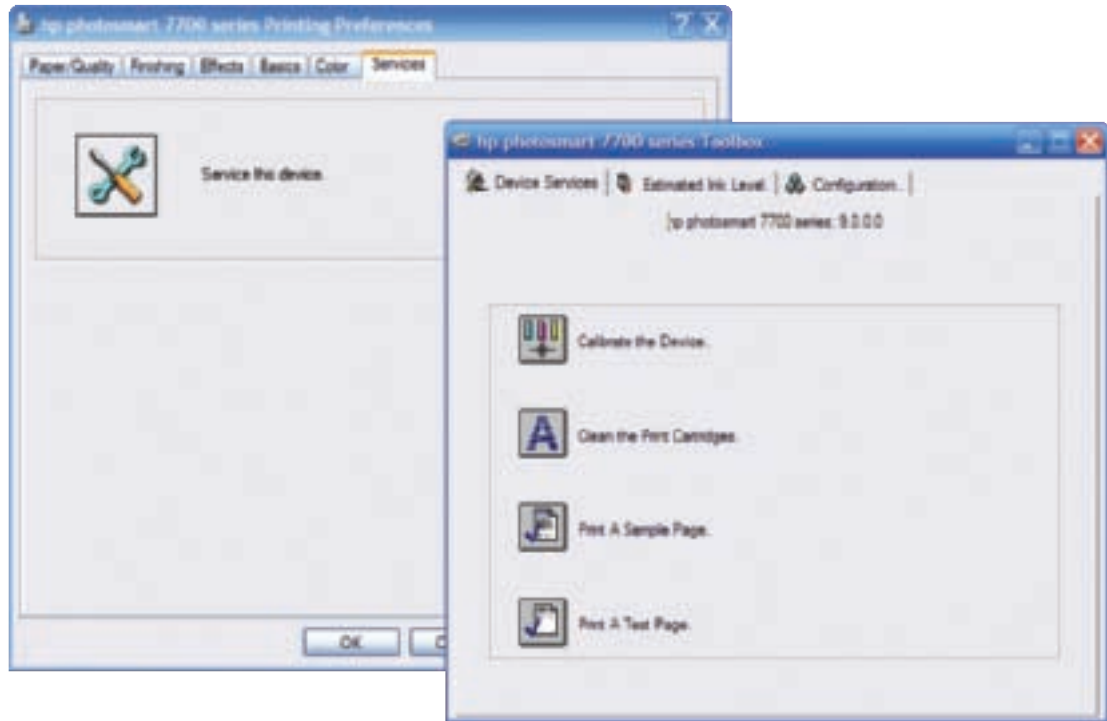 hp photosmart 7700 series Printing Preferences
Paper/Quality Finishing Effects Basics Color Services
Service this device.
OK
C
hp photosmart 7700 series Toolbox
Device Services Estimated Ink Level Configuration
hp photosmart 7700 series: 9.0.0.0
Calibrate the Device.
Clean the Print Cartridges.
Print A Sample Page.
Print A Test Page.